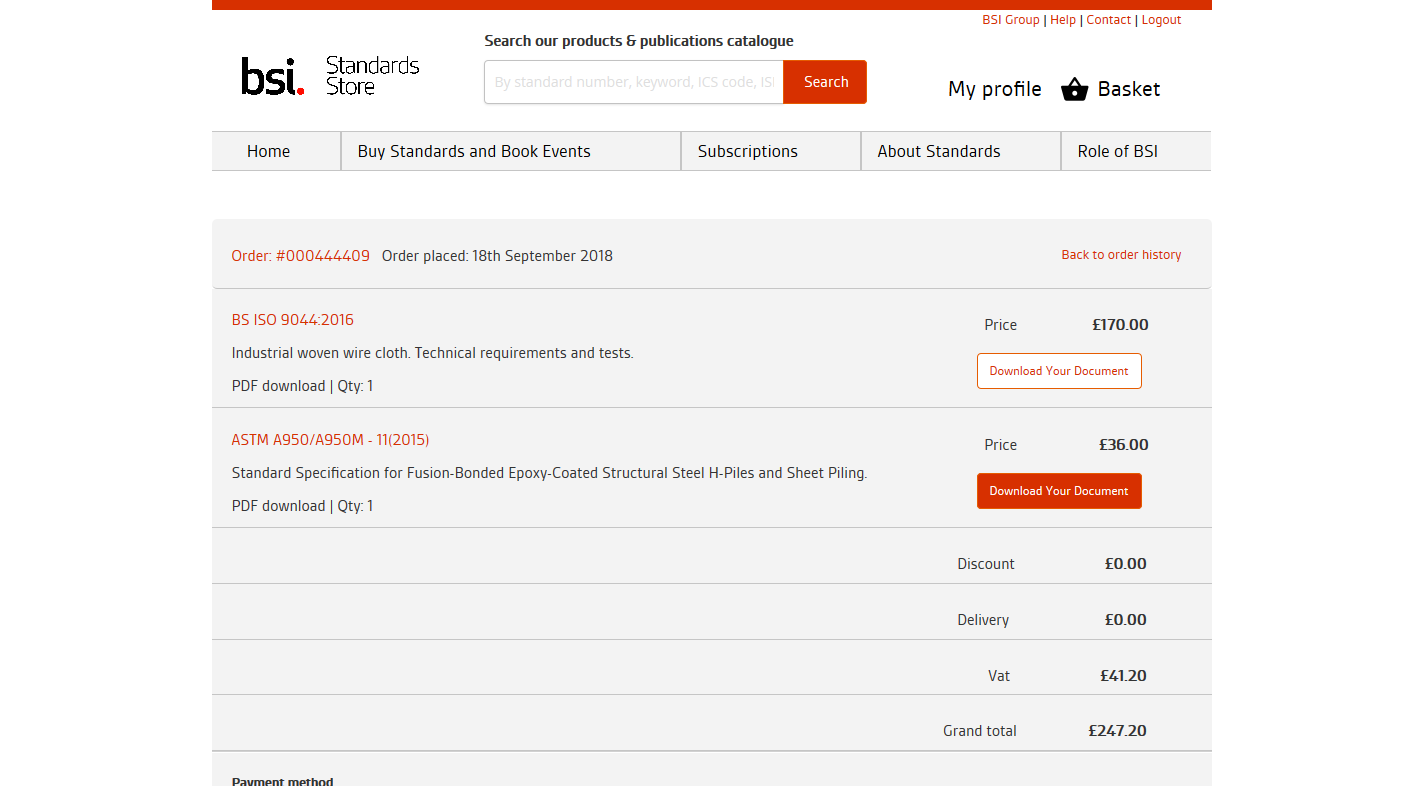 BSI Group | Help | Contact | Logout
Search our products & publications catalogue
bsi. Standards Store
By standard number, keyword, ICS code, ISI
Search
My profile
Basket
Home
Buy Standards and Book Events
Subscriptions
About Standards
Role of BSI
Order: #000444409 Order placed: 18th September 2018
Back to order history
BS ISO 9044:2016
Price £170.00
Industrial woven wire cloth. Technical requirements and tests.
Download Your Document
PDF download | Qty: 1
ASTM A950/A950M - 11(2015)
Price £36.00
Standard Specification for Fusion-Bonded Epoxy-Coated Structural Steel H-Piles and Sheet Piling.
Download Your Document
PDF download | Qty: 1
Discount £0.00
Delivery £0.00
Vat £41.20
Grand total £247.20
Payment method